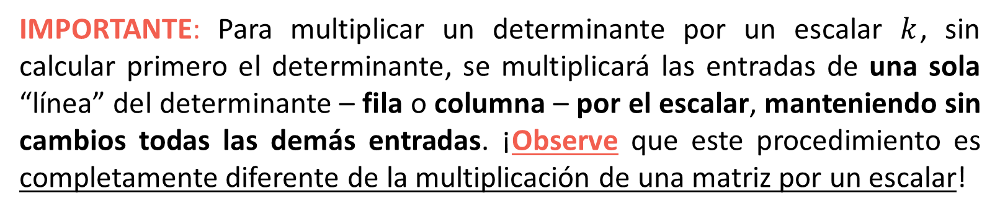 IMPORTANTE: Para multiplicar un determinante por un escalar k, sin
calcular primero el determinante, se multiplicará las entradas de una sola
“línea” del determinante – fila o columna – por el escalar, manteniendo sin
cambios todas las demás entradas. ¡Observe que este procedimiento es
completamente diferente de la multiplicación de una matriz por un escalar!